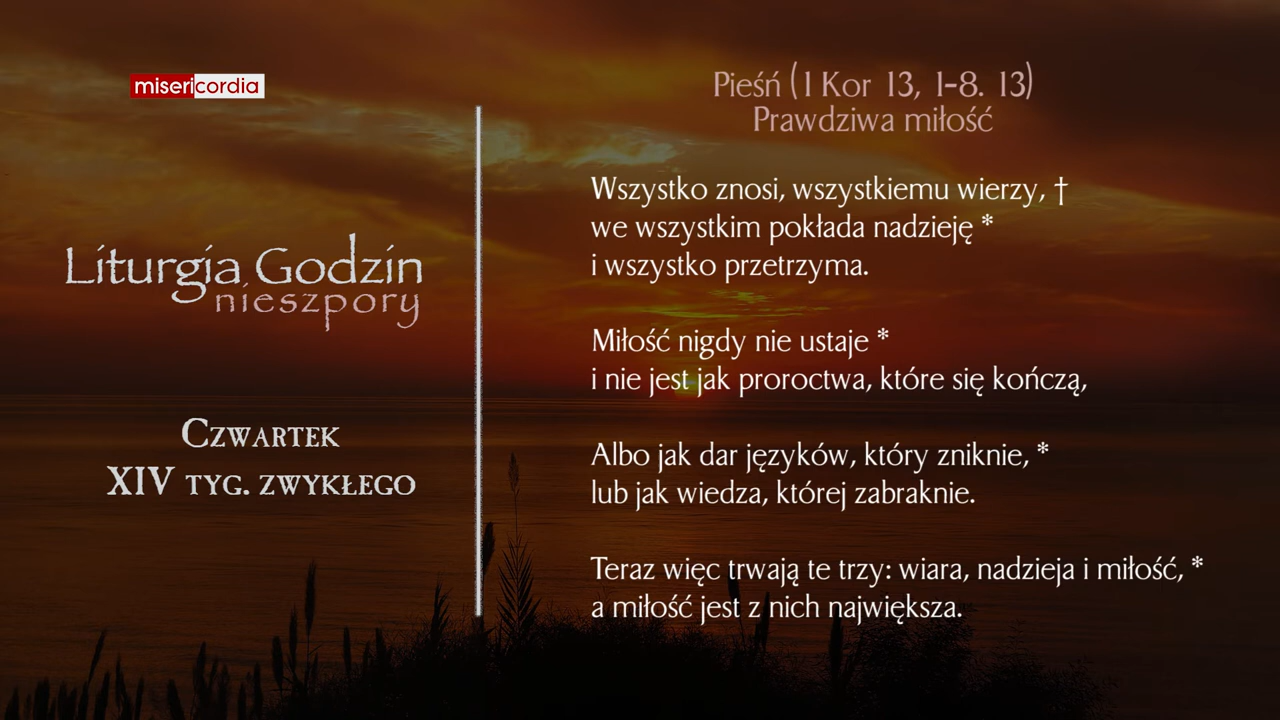 misericordia
Liturgia Godzin
nieszpory
Czwartek
XIV tyg. zwykłego
Pieśń (1 Kor 13, 1-8. 13)
Prawdziwa miłość
Wszystko znosi, wszystkiemu wierzy, †
we wszystkim pokłada nadzieję *
i wszystko przetrzyma.
Miłość nigdy nie ustaje *
i nie jest jak proroctwa, które się kończą,
Albo jak dar języków, który zniknie, *
lub jak wiedza, której zabraknie.
Teraz więc trwają te trzy: wiara, nadzieja i miłość, *
a miłość jest z nich największa.